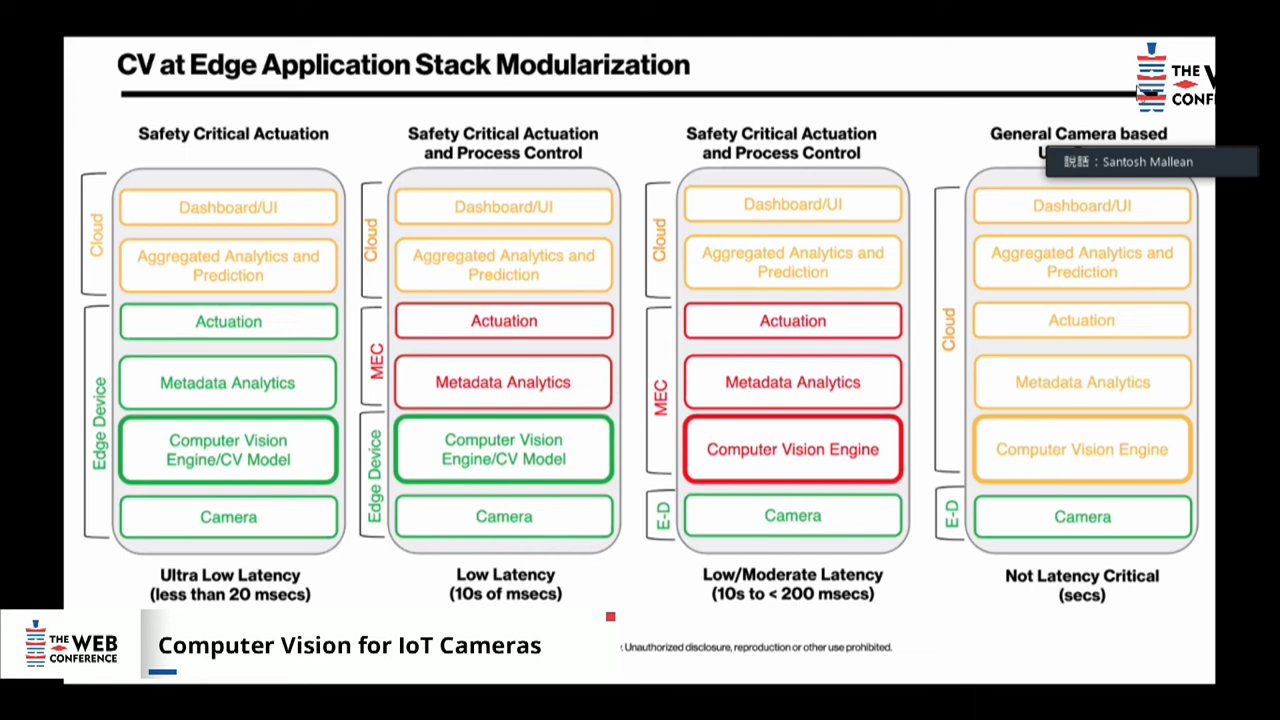 CV at Edge Application Stack Modularization
THE
CONF
Safety Critical Actuation
Safety Critical Actuation
and Process Control
Safety Critical Actuation
and Process Control
General Camera based
說話：Santosh Mallean
Cloud
Dashboard/UI
Aggregated Analytics and
Prediction
Edge Device
Actuation
Metadata Analytics
Computer Vision
Engine/CV Model
Camera
Ultra Low Latency
(less than 20 msecs)
Cloud
Dashboard/UI
Aggregated Analytics and
Prediction
MEC
Actuation
Metadata Analytics
Edge Device
Computer Vision
Engine/CV Model
Camera
Low Latency
(10s of msecs)
Cloud
Dashboard/UI
Aggregated Analytics and
Prediction
MEC
Actuation
Metadata Analytics
Computer Vision Engine
E-D
Camera
Low/Moderate Latency
(10s to < 200 msecs)
Cloud
Dashboard/UI
Aggregated Analytics and
Prediction
Actuation
Metadata Analytics
Computer Vision Engine
E-D
Camera
Not Latency Critical
(secs)
THE WEB
CONFERENCE
Computer Vision for IoT Cameras
Unauthorized disclosure, reproduction or other use prohibited.